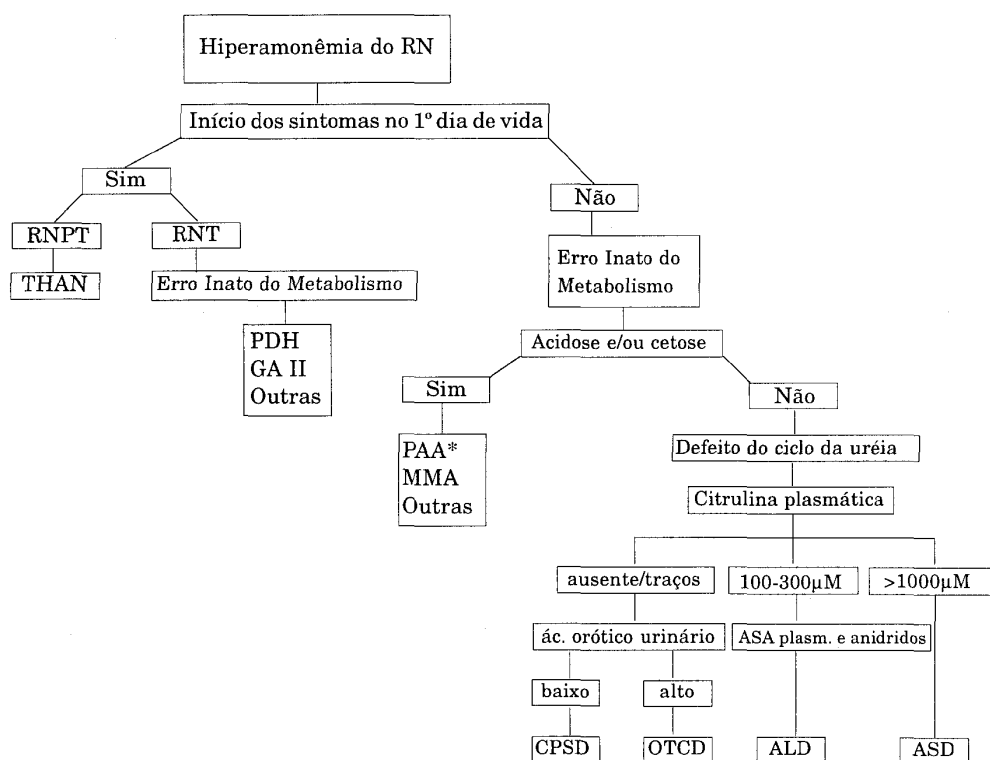 Hiperamonêmia do RN
Início dos sintomas no 1º dia de vida
Sim
Não
RNPT
RNT
THAN
Erro Inato do Metabolismo
PDH
GA II
Outras
Erro Inato do
Metabolismo
Acidose e/ou cetose
Sim
Não
PAA*
MMA
Outras
Defeito do ciclo da uréia
Citrulina plasmática
ausente/traços
100-300µM
>1000µM
ác. orótico urinário
ASA plasm. e anidridos
baixo
alto
CPSD
OTCD
ALD
ASD